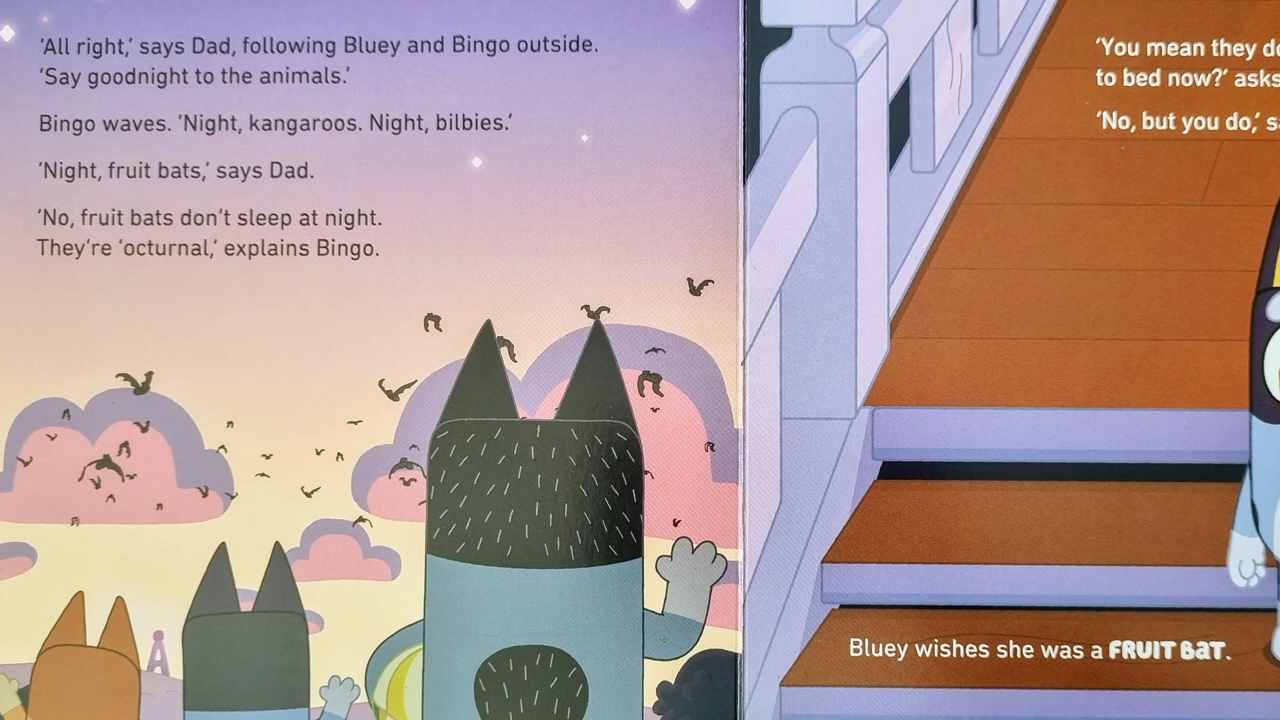 ‘All right,’ says Dad, following Bluey and Bingo outside.
‘Say goodnight to the animals.’
Bingo waves. ‘Night, kangaroos. Night, bilbies.’
‘Night, fruit bats,’ says Dad.
‘No, fruit bats don’t sleep at night.
They’re ‘octurnal,’ explains Bingo.
‘You mean they
to bed now?’ asks
‘No, but you do,’
Bluey wishes she was a FRUIT BAT.